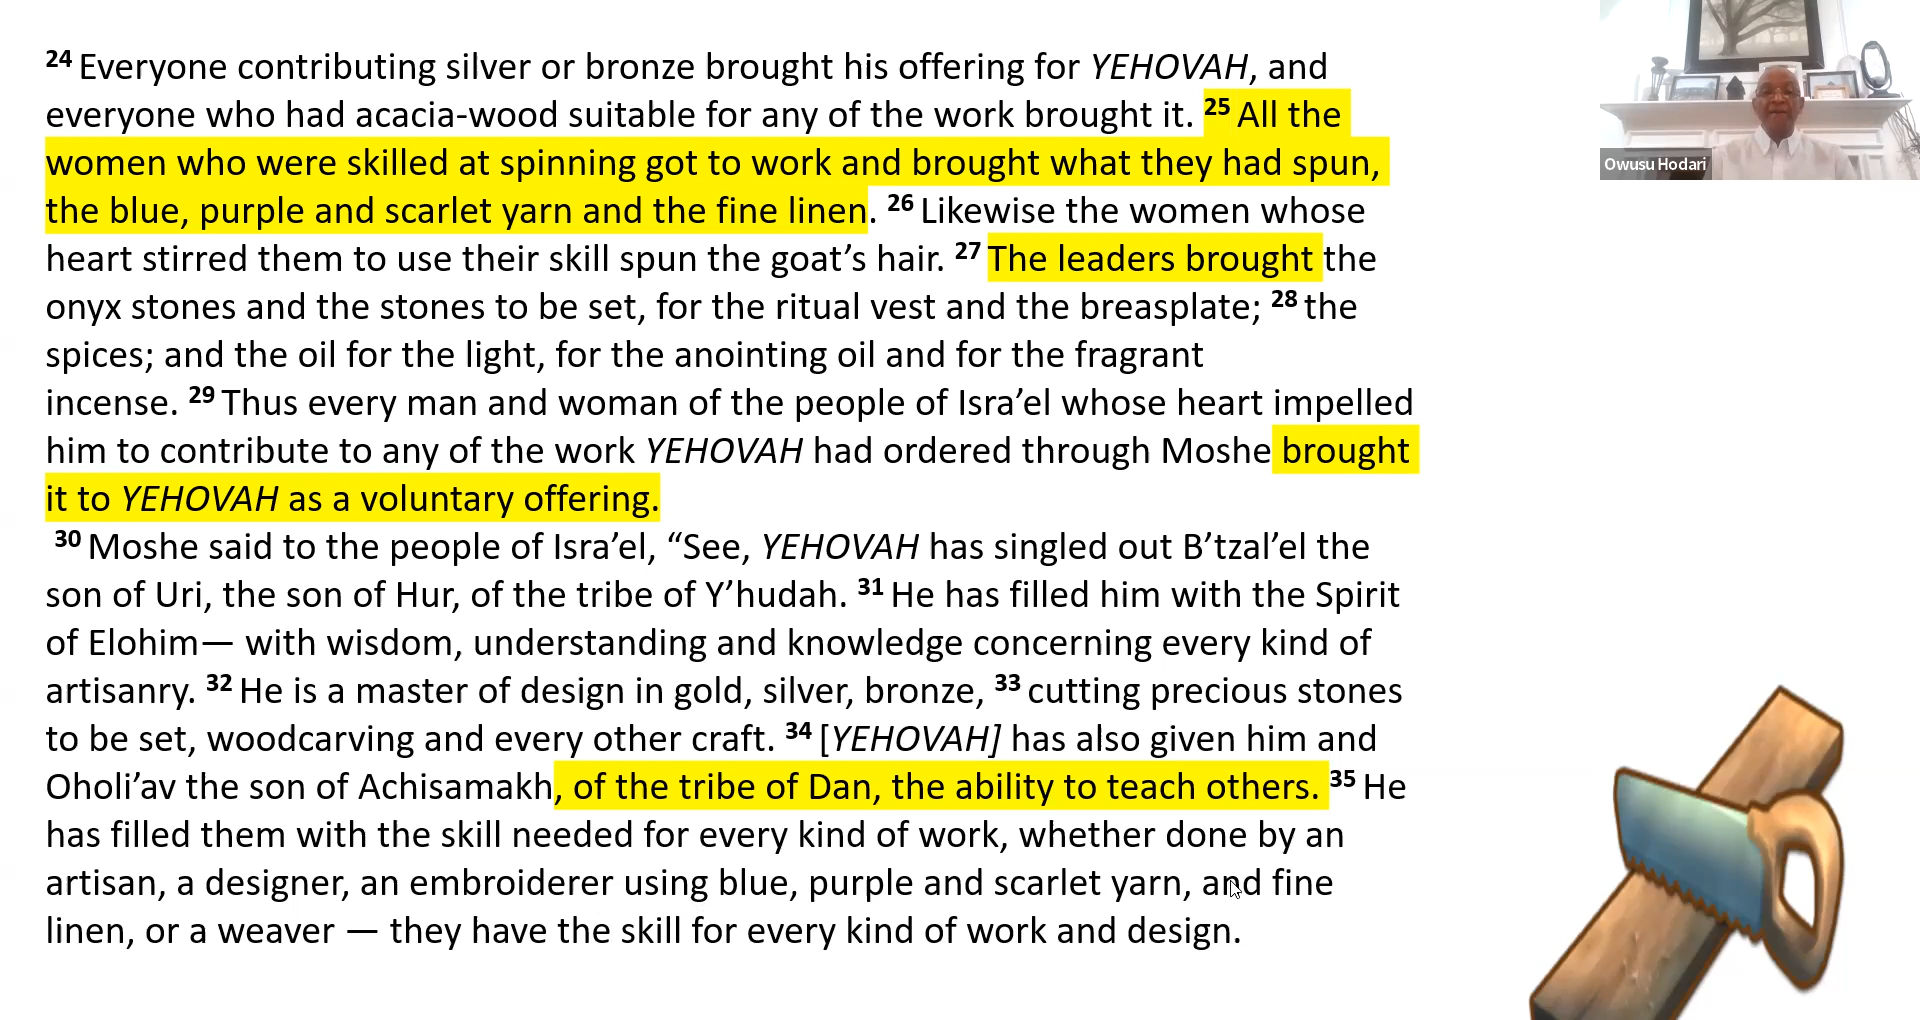 24 Everyone contributing silver or bronze brought his offering for YEHOVAH, and
everyone who had acacia-wood suitable for any of the work brought it. 25 All the
women who were skilled at spinning got to work and brought what they had spun,
the blue, purple and scarlet yarn and the fine linen. 26 Likewise the women whose
heart stirred them to use their skill spun the goat’s hair. 27 The leaders brought the
onyx stones and the stones to be set, for the ritual vest and the breasplate; 28 the
spices; and the oil for the light, for the anointing oil and for the fragrant
incense. 29 Thus every man and woman of the people of Isra’el whose heart impelled
him to contribute to any of the work YEHOVAH had ordered through Moshe brought
it to YEHOVAH as a voluntary offering.
30 Moshe said to the people of Isra’el, “See, YEHOVAH has singled out B’tzal’el the
son of Uri, the son of Hur, of the tribe of Y’hudah. 31 He has filled him with the Spirit
of Elohim— with wisdom, understanding and knowledge concerning every kind of
artisanry. 32 He is a master of design in gold, silver, bronze, 33 cutting precious stones
to be set, woodcarving and every other craft. 34 [YEHOVAH] has also given him and
Oholi’av the son of Achisamakh, of the tribe of Dan, the ability to teach others. 35 He
has filled them with the skill needed for every kind of work, whether done by an
artisan, a designer, an embroiderer using blue, purple and scarlet yarn, and fine
linen, or a weaver — they have the skill for every kind of work and design.
Owusu Hodari